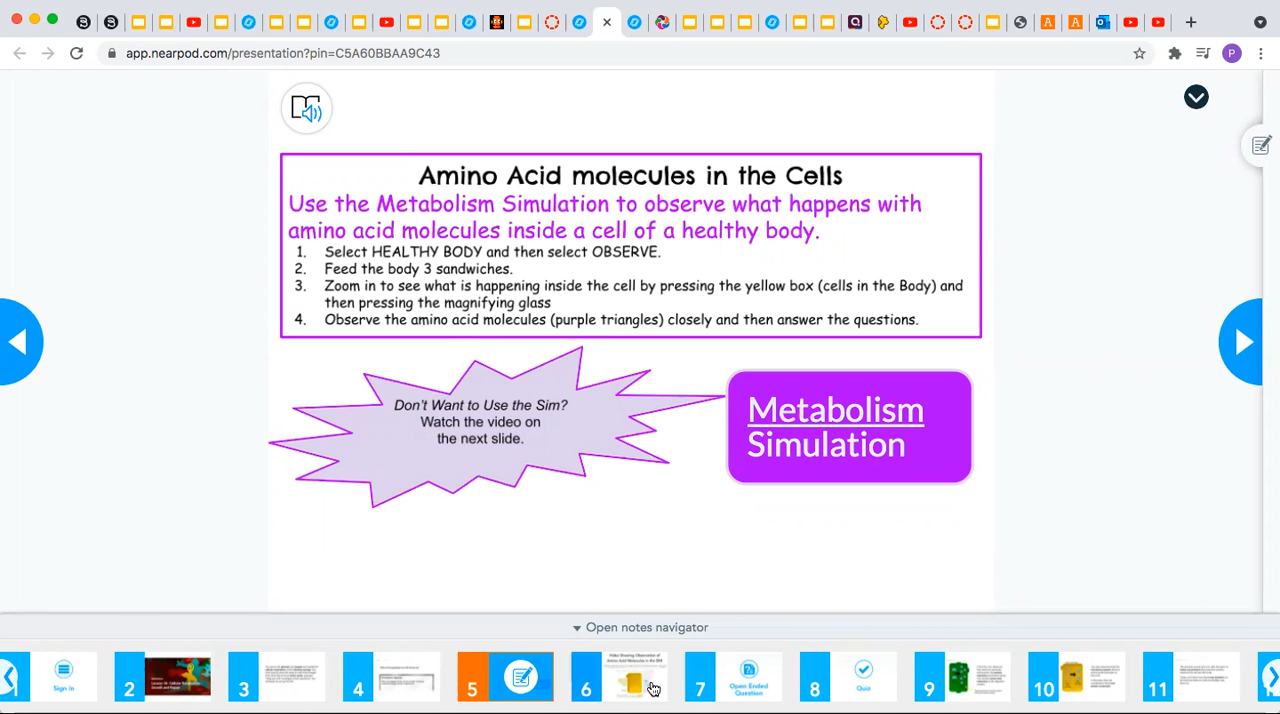 app.nearpod.com/presentation?pin=C5A60BBAA9C43
P
Amino Acid molecules in the Cells
Use the Metabolism Simulation to observe what happens with
amino acid molecules inside a cell of a healthy body.
1. Select HEALTHY BODY and then select OBSERVE.
2. Feed the body 3 sandwiches.
3. Zoom in to see what is happening inside the cell by pressing the yellow box (cells in the Body) and
then pressing the magnifying glass
4. Observe the amino acid molecules (purple triangles) closely and then answer the questions.
Don't Want to Use the Sim?
Watch the video on
the next slide.
Metabolism
Simulation
Open notes navigator
1 Sign in
2
3
4
5
6
7 Open Ended
Question
8 Quiz
9
10
11